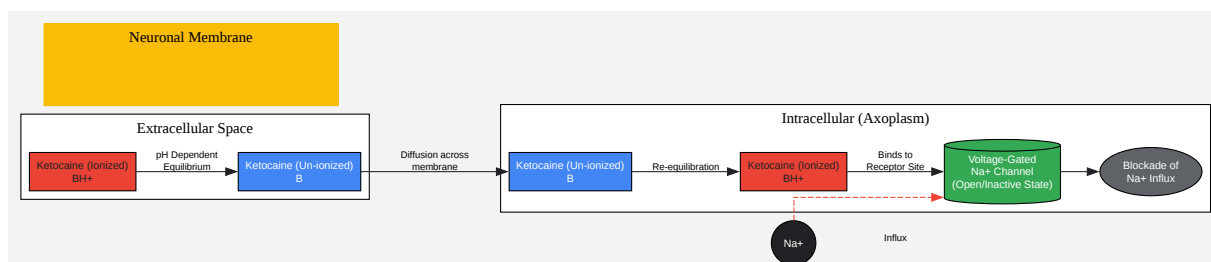 Neuronal Membrane
Extracellular Space
Ketocaine (Ionized)
BH+
pH Dependent
Equilibrium
Ketocaine (Un-ionized)
B
Diffusion across
membrane
Intracellular (Axoplasm)
Ketocaine (Un-ionized)
B
Re-equilibration
Ketocaine (Ionized)
BH+
Binds to
Receptor Site
Voltage-Gated
Na+ Channel
(Open/Inactive State)
Blockade of
Na+ Influx
Na+
Influx